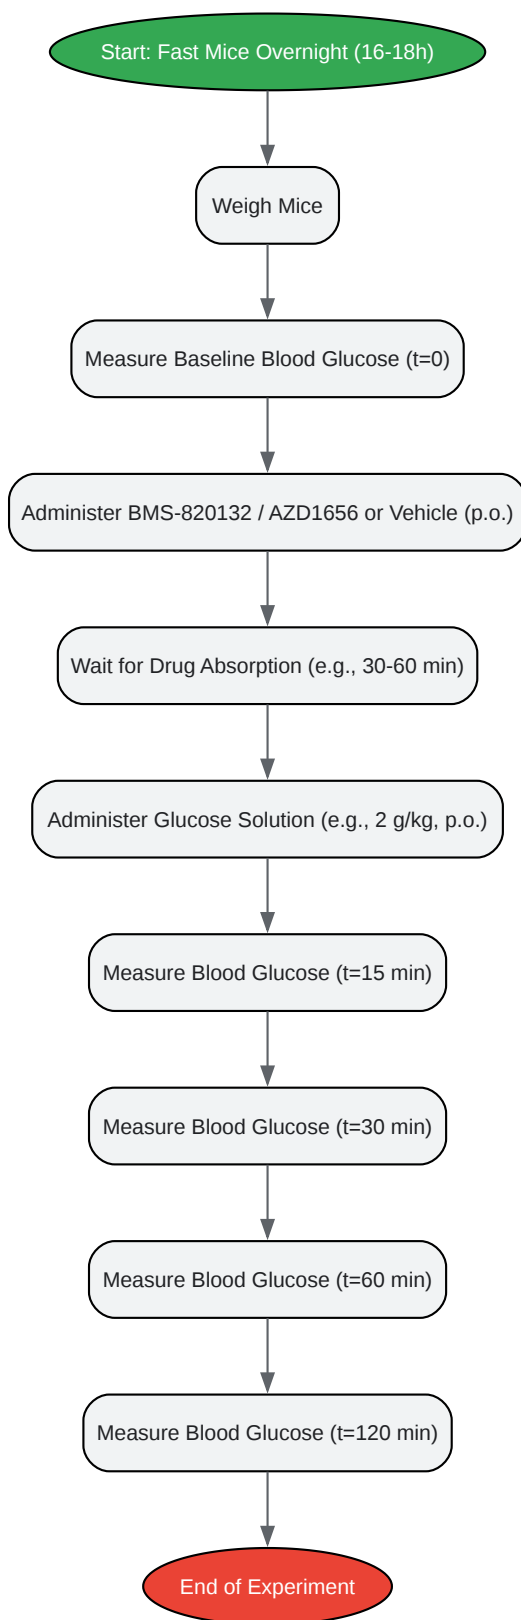 Start: Fast Mice Overnight (16-18h)
Weigh Mice
Measure Baseline Blood Glucose (t=0)
Administer BMS-820132 / AZD1656 or Vehicle (p.o.)
Wait for Drug Absorption (e.g., 30-60 min)
Administer Glucose Solution (e.g., 2 g/kg, p.o.)
Measure Blood Glucose (t=15 min)
Measure Blood Glucose (t=30 min)
Measure Blood Glucose (t=60 min)
Measure Blood Glucose (t=120 min)
End of Experiment